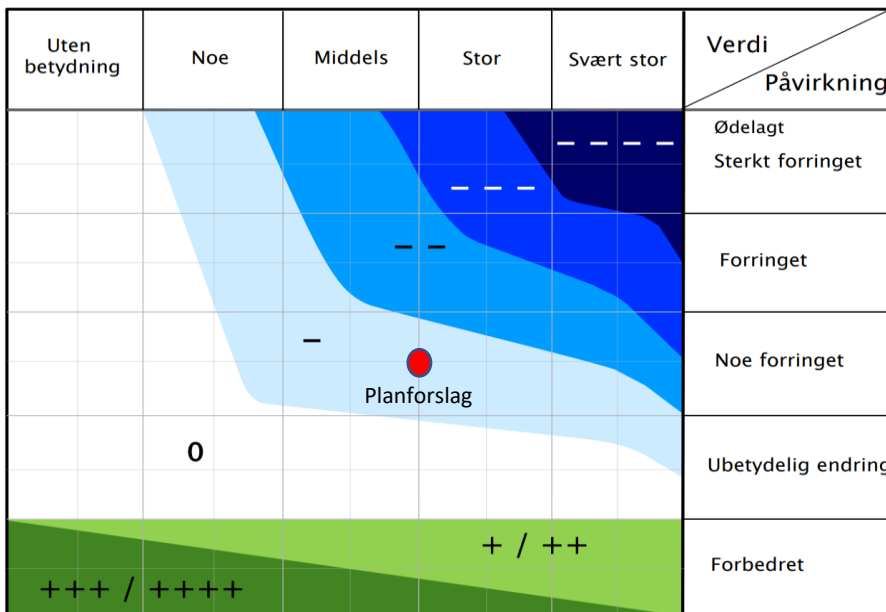 Uten
betydning
Noe
Middels
Stor
Svært stor
Verdi
Påvirkning
Ødelagt
Sterkt forringet
– – – –
– – –
– –
Forringet
–
Noe forringet
Planforslag
0
Ubetydelig endring
+ / ++
Forbedret
+++ / ++++